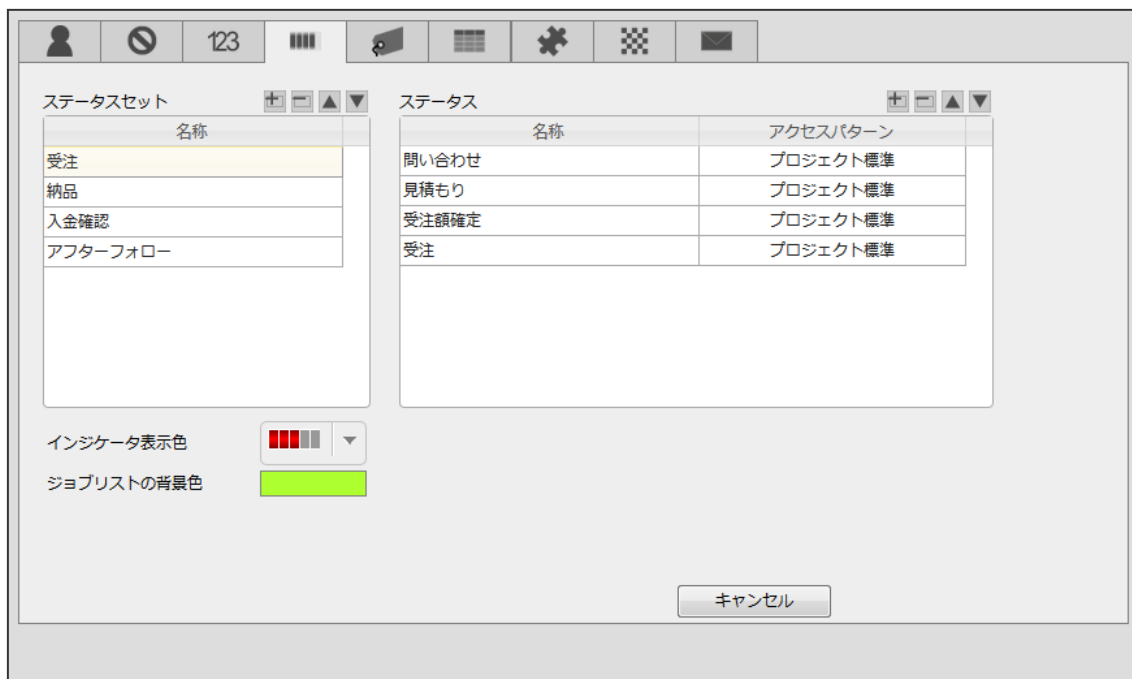 123
ステータスセット
ステータス
名称
名称 アクセスパターン
受注
納品
入金確認
アフターフォロー
問い合わせ プロジェクト標準
見積もり プロジェクト標準
受注額確定 プロジェクト標準
受注 プロジェクト標準
インジケータ表示色
ジョブリストの背景色
キャンセル